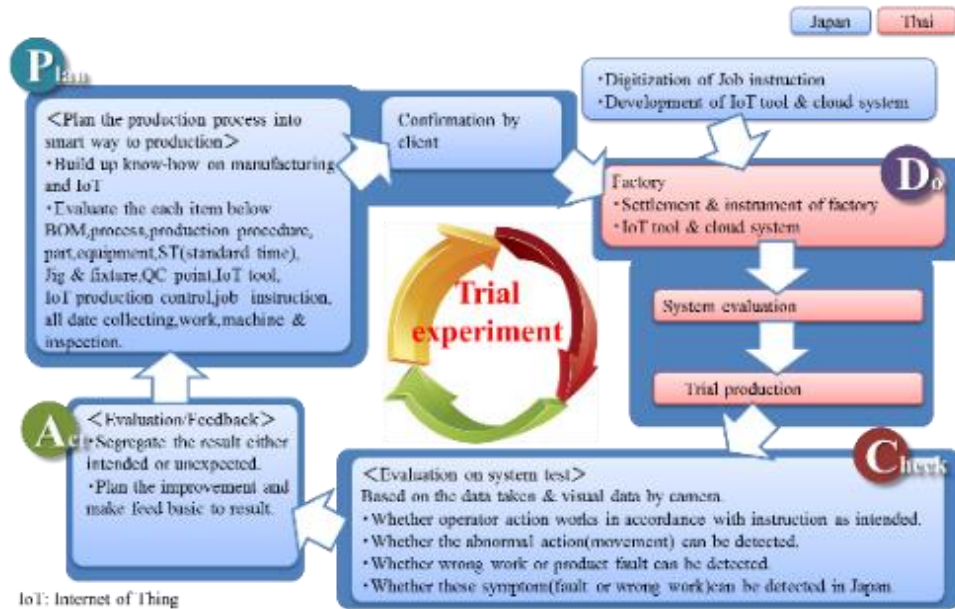 Japan
Thai
Plan
<Plan the production process into
smart way to production>
・Build up know-how on manufacturing
and IoT
・Evaluate the each item below
BOM,process,production procedure,
part,equipment,ST(standard time),
Jig & fixture,QC point,IoT tool,
IoT production control,job instruction,
all date collecting,work,machine &
inspection.
Confirmation by
client
・Digitization of Job instruction
・Development of IoT tool & cloud system
Do
Factory
・Settlement & instrument of factory
・IoT tool & cloud system
System evaluation
Trial production
Trial
experiment
Check
<Evaluation on system test>
Based on the data taken & visual data by camera.
・Whether operator action works in accordance with instruction as intended.
・Whether the abnormal action(movement) can be detected.
・Whether wrong work or product fault can be detected.
・Whether these symptom(fault or wrong work)can be detected in Japan.
Act
<Evaluation/Feedback>
・Segregate the result either
intended or unexpected.
・Plan the improvement and
make feed basic to result.
IoT: Internet of Thing